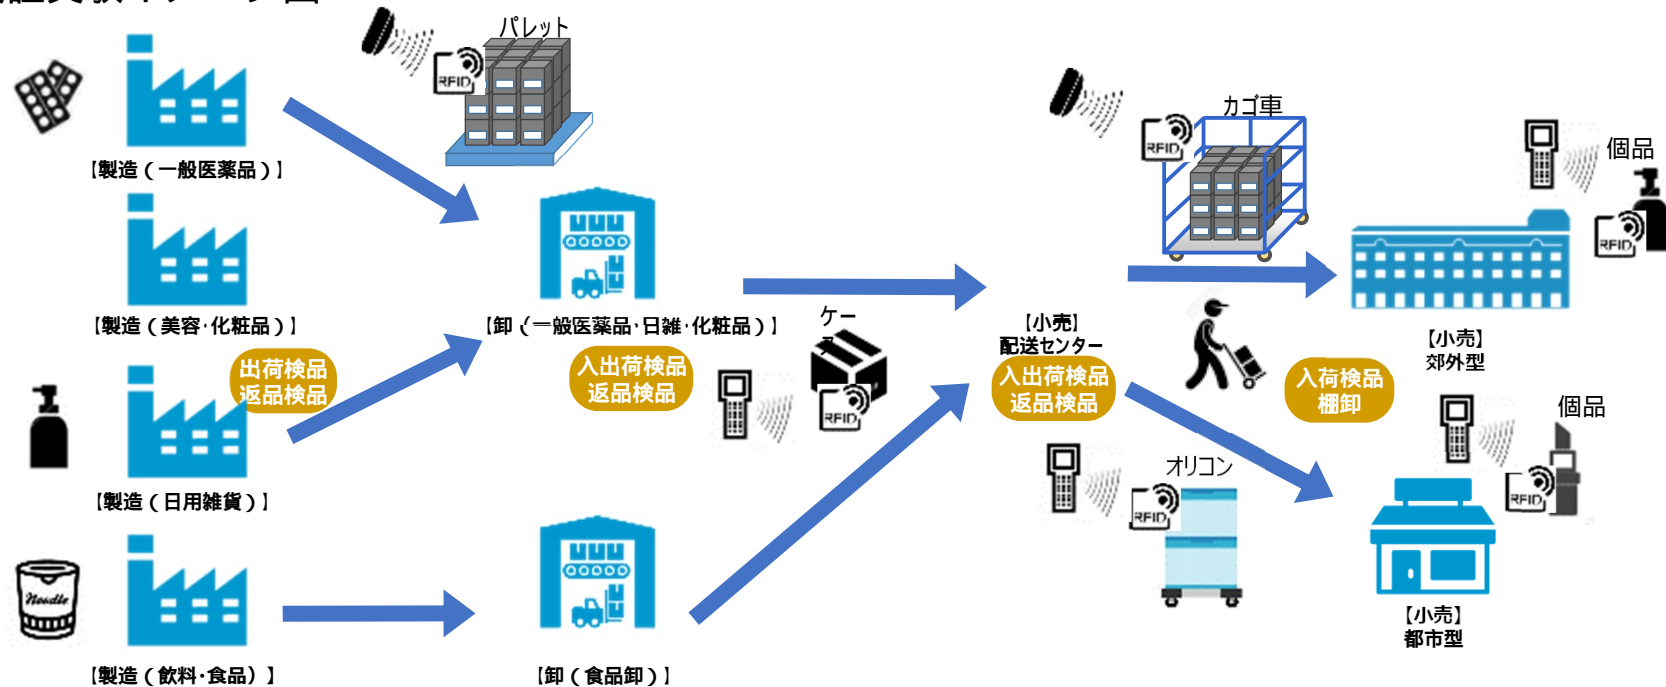 パレット
RFID
【製造（一般医薬品）】
カゴ車
RFID
個品
RFID
【製造（美容・化粧品）】
【卸（一般医薬品・日雑・化粧品）】
ケー
RFID
【小売】
配送センター
【小売】
郊外型
出荷検品
返品検品
入出荷検品
返品検品
入出荷検品
返品検品
入荷検品
棚卸
個品
RFID
オリコン
RFID
【製造（日用雑貨）】
Noodle
【製造（飲料・食品）】
【卸（食品卸）】
【小売】
都市型